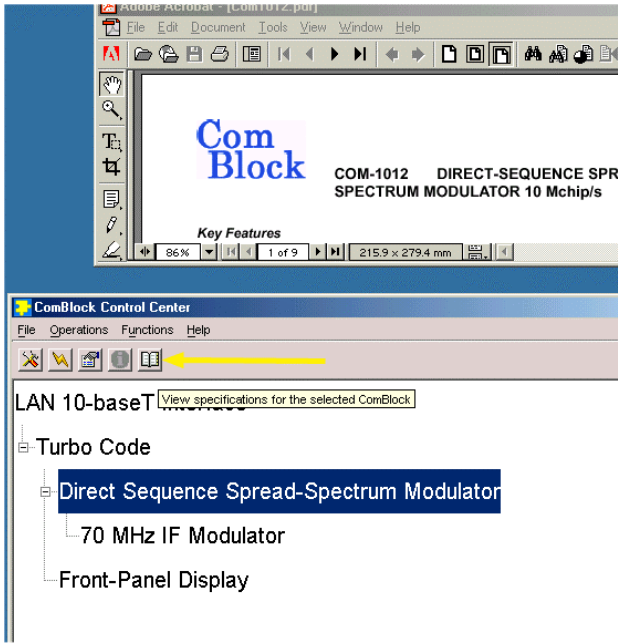 Adobe Acrobat - [Com1012.pdf]
File Edit Document Tools View Window Help
Com
Block
COM-1012 DIRECT-SEQUENCE SPR
SPECTRUM MODULATOR 10 Mchip/s
Key Features
86% 1 of 9 215.9 x 279.4 mm
ComBlock Control Center
File Operations Functions Help
LAN 10-baseT Interface
View specifications for the selected ComBlock
Turbo Code
Direct Sequence Spread-Spectrum Modulator
70 MHz IF Modulator
Front-Panel Display